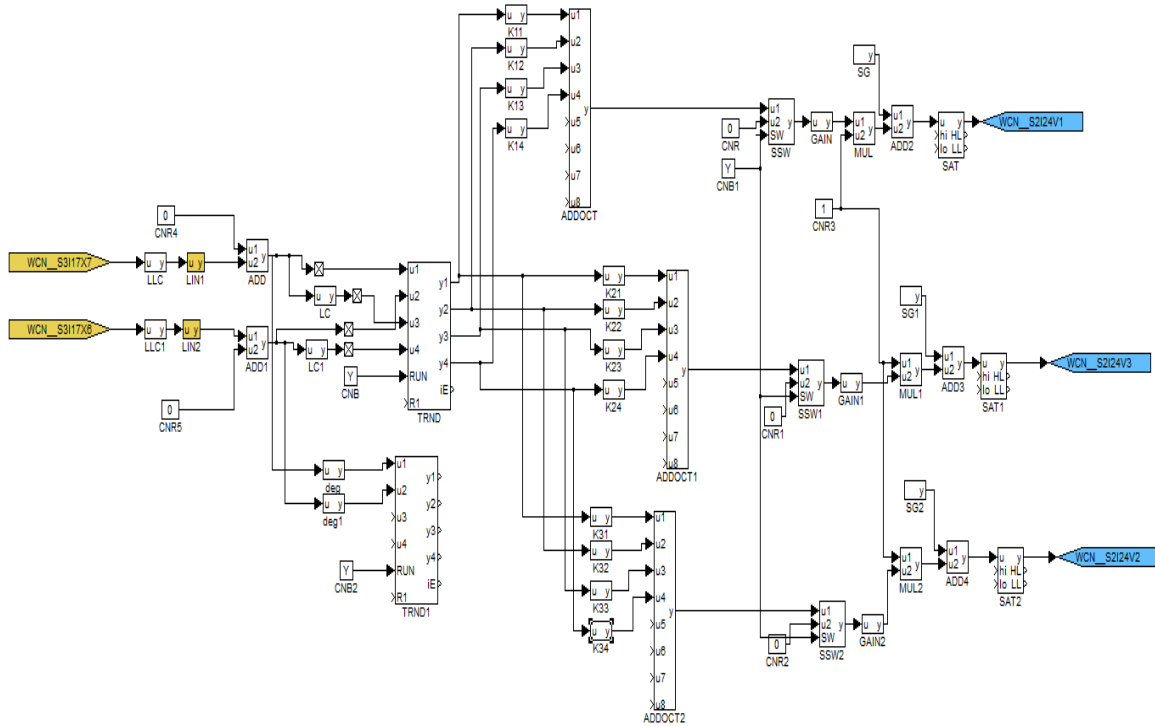 u y
K11
u y
K12
u y
K13
u y
K14
u1
u2
u3
u4
y
u5
u6
u7
u8
ADDOCT
0
CNR
Y
CNB1
u1
u2 y
SW
SSW
u y
GAIN
1
CNR3
u1
u2 y
MUL
y
SG
u1
u2 y
ADD2
u y
hi HL
lo LL
SAT
WCN__S2I24V1
0
CNR4
WCN__S3I17X7
u y
LLC
u y
LIN1
u1
u2 y
ADD
WCN__S3I17X6
u y
LLC1
u y
LIN2
u1
u2 y
ADD1
0
CNR5
u y
LC
u y
LC1
Y
CNB
u1
y1
u2
y2
u3
y3
u4
y4
RUN
iE
R1
TRND
u y
deg
u y
deg1
Y
CNB2
u1
y1
u2
y2
u3
y3
u4
y4
RUN
iE
R1
TRND1
u y
K21
u y
K22
u y
K23
u y
K24
u1
u2
u3
u4
y
u5
u6
u7
u8
ADDOCT1
0
CNR1
u1
u2 y
SW
SSW1
u y
GAIN1
u1
u2 y
MUL1
y
SG1
u1
u2 y
ADD3
u y
hi HL
lo LL
SAT1
WCN__S2I24V3
u y
K31
u y
K32
u y
K33
u y
K34
u1
u2
u3
u4
y
u5
u6
u7
u8
ADDOCT2
0
CNR2
u1
u2 y
SW
SSW2
u y
GAIN2
u1
u2 y
MUL2
y
SG2
u1
u2 y
ADD4
u y
hi HL
lo LL
SAT2
WCN__S2I24V2